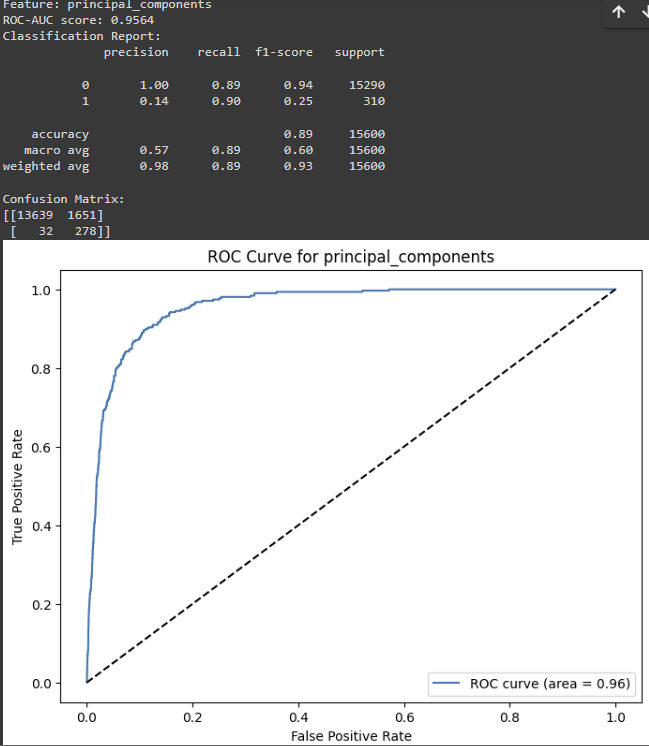 Feature: principal_components
ROC-AUC score: 0.9564
Classification Report:
precision recall f1-score support
0 1.00 0.89 0.94 15290
1 0.14 0.90 0.25 310
accuracy 0.89 15600
macro avg 0.57 0.89 0.60 15600
weighted avg 0.98 0.89 0.93 15600
Confusion Matrix:
[[13639 1651]
[ 32 278]]
ROC Curve for principal_components
1.0
0.8
0.6
0.4
0.2
0.0
True Positive Rate
ROC curve (area = 0.96)
0.0 0.2 0.4 0.6 0.8 1.0
False Positive Rate